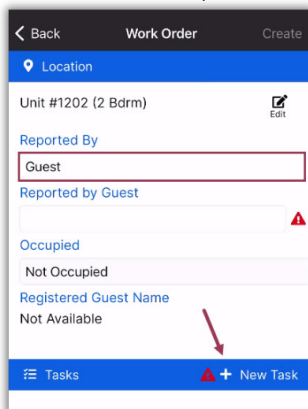 Back Work Order Create
Location
Unit #1202 (2 Bdrm)
Edit
Reported By
Guest
Reported by Guest
Occupied
Not Occupied
Registered Guest Name
Not Available
Tasks + New Task